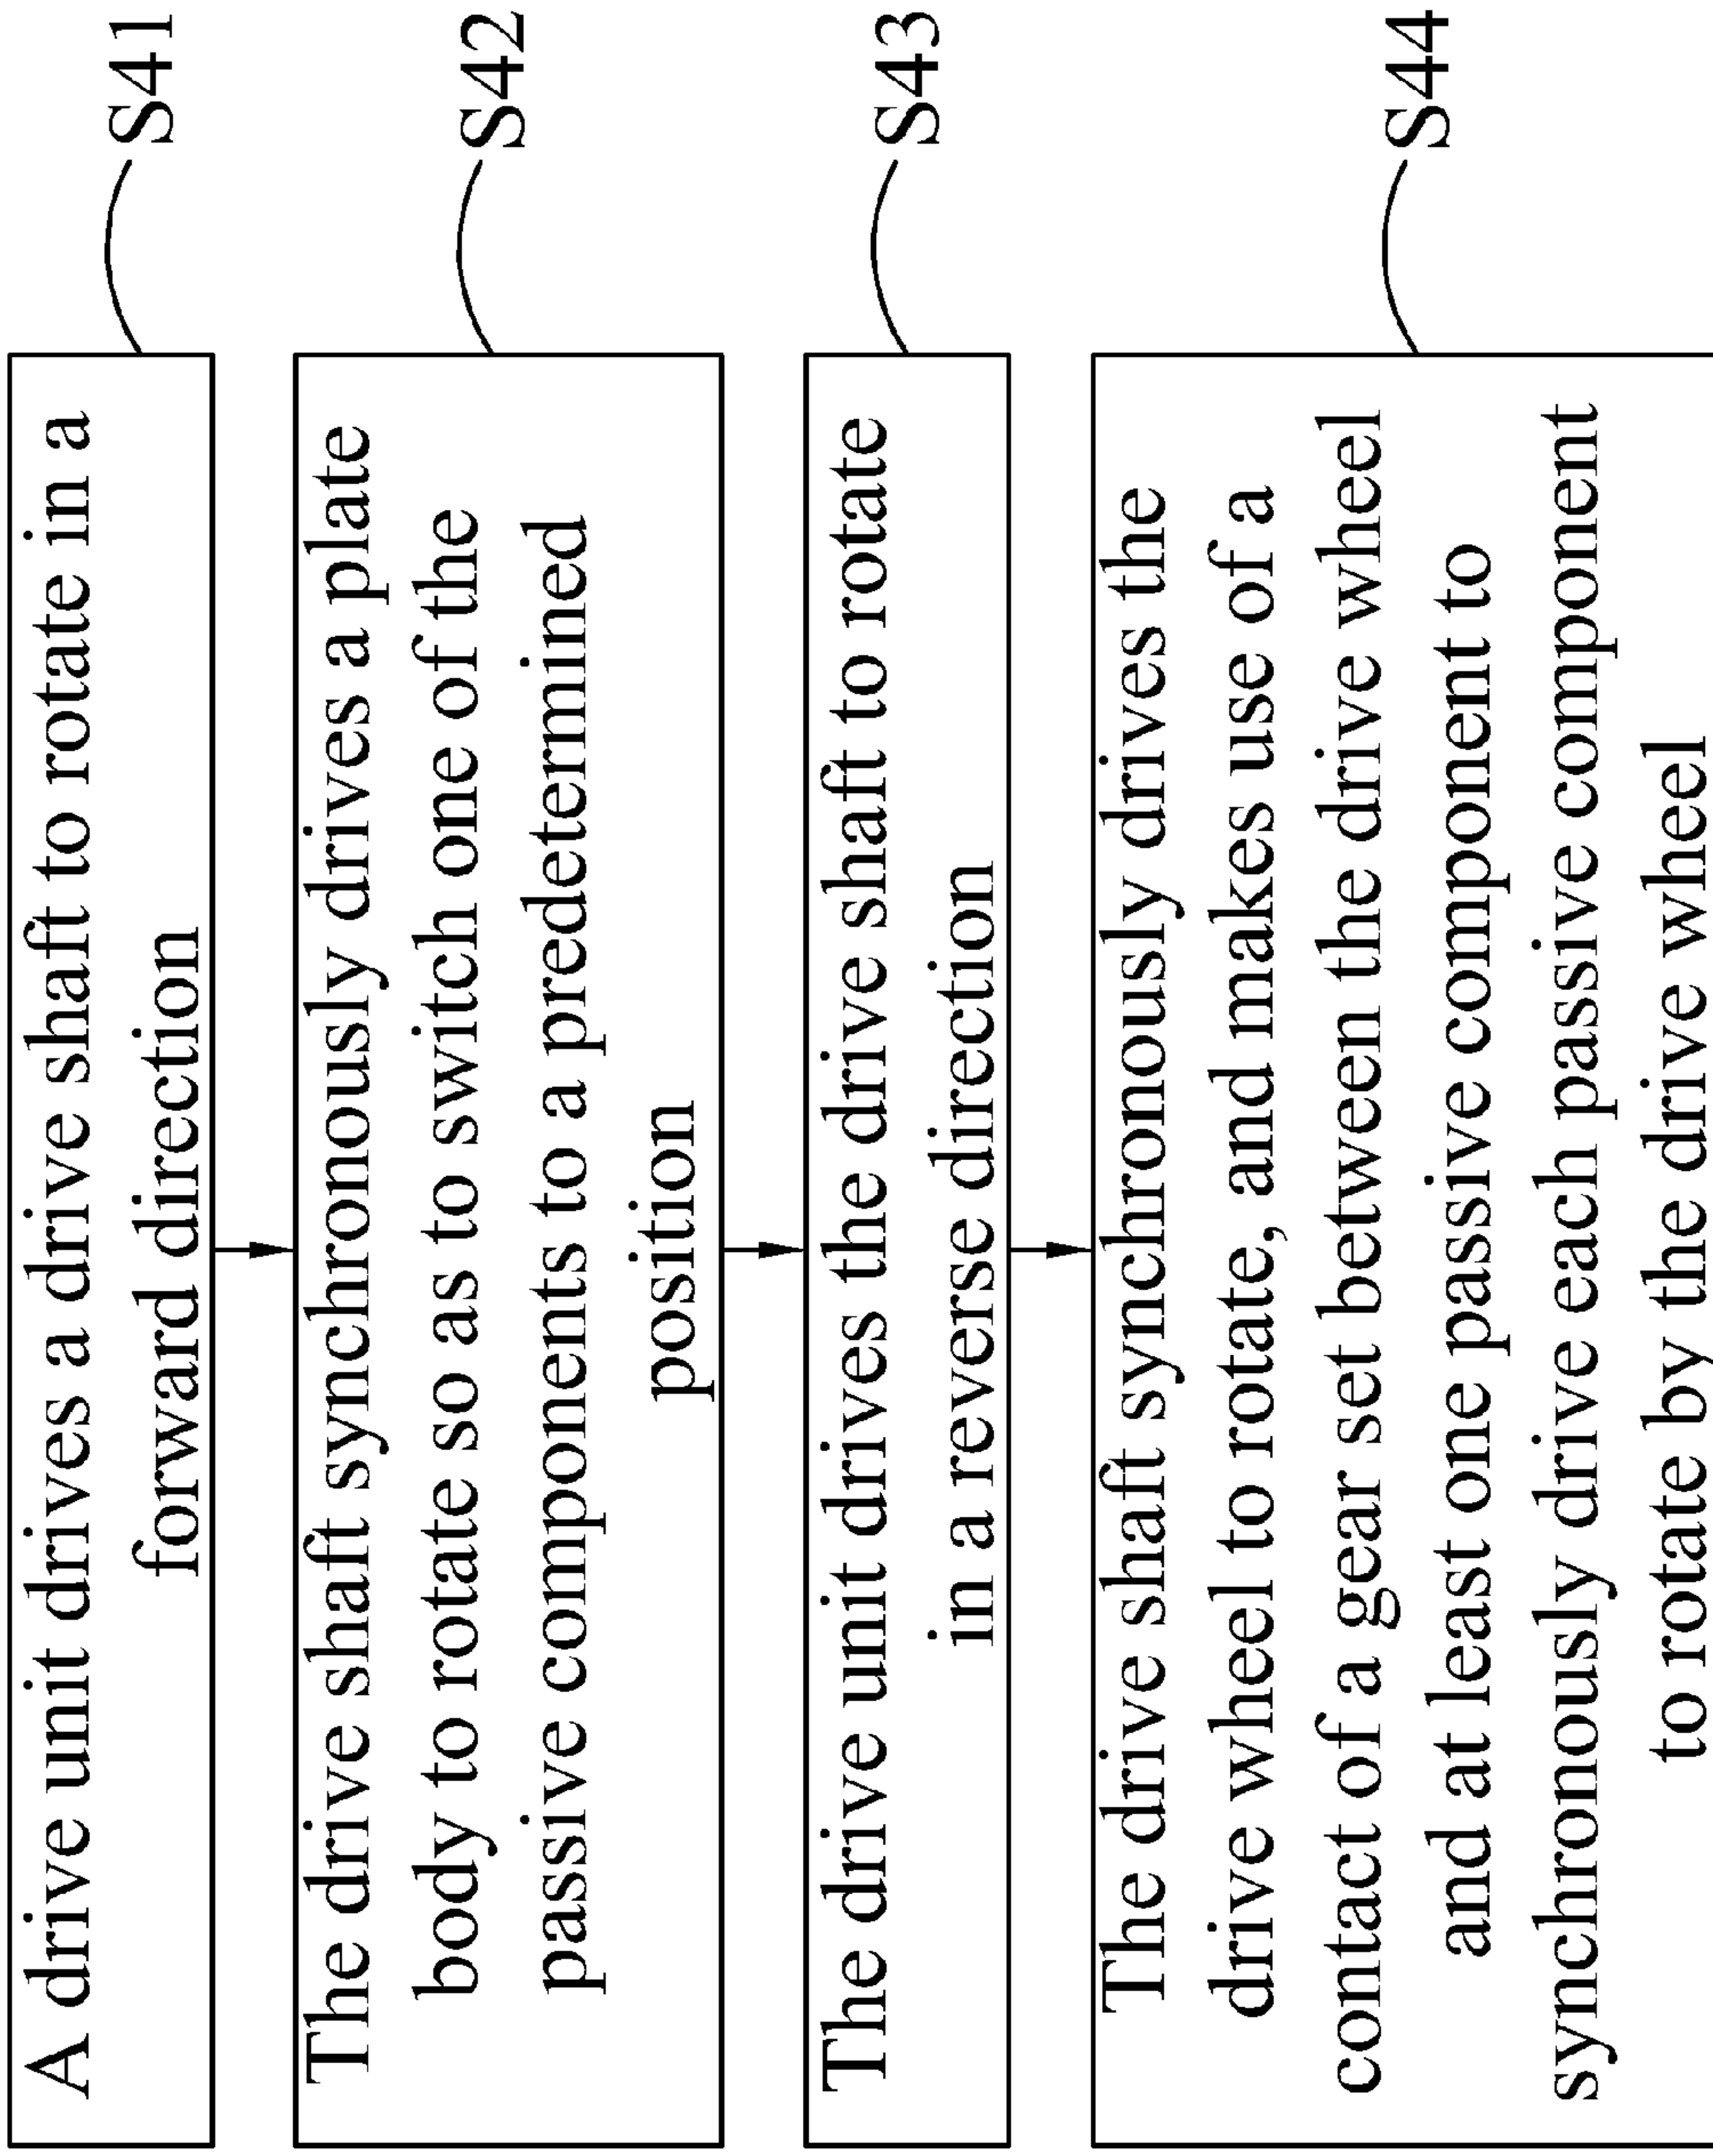 A drive unit drives a drive shaft to rotate in a
forward direction
S41
The drive shaft synchronously drives a plate
body to rotate so as to switch one of the
passive components to a predetermined
position
S42
The drive unit drives the drive shaft to rotate
in a reverse direction
S43
The drive shaft synchronously drives the
drive wheel to rotate, and makes use of a
contact of a gear set between the drive wheel
and at least one passive component to
synchronously drive each passive component
to rotate by the drive wheel
S44